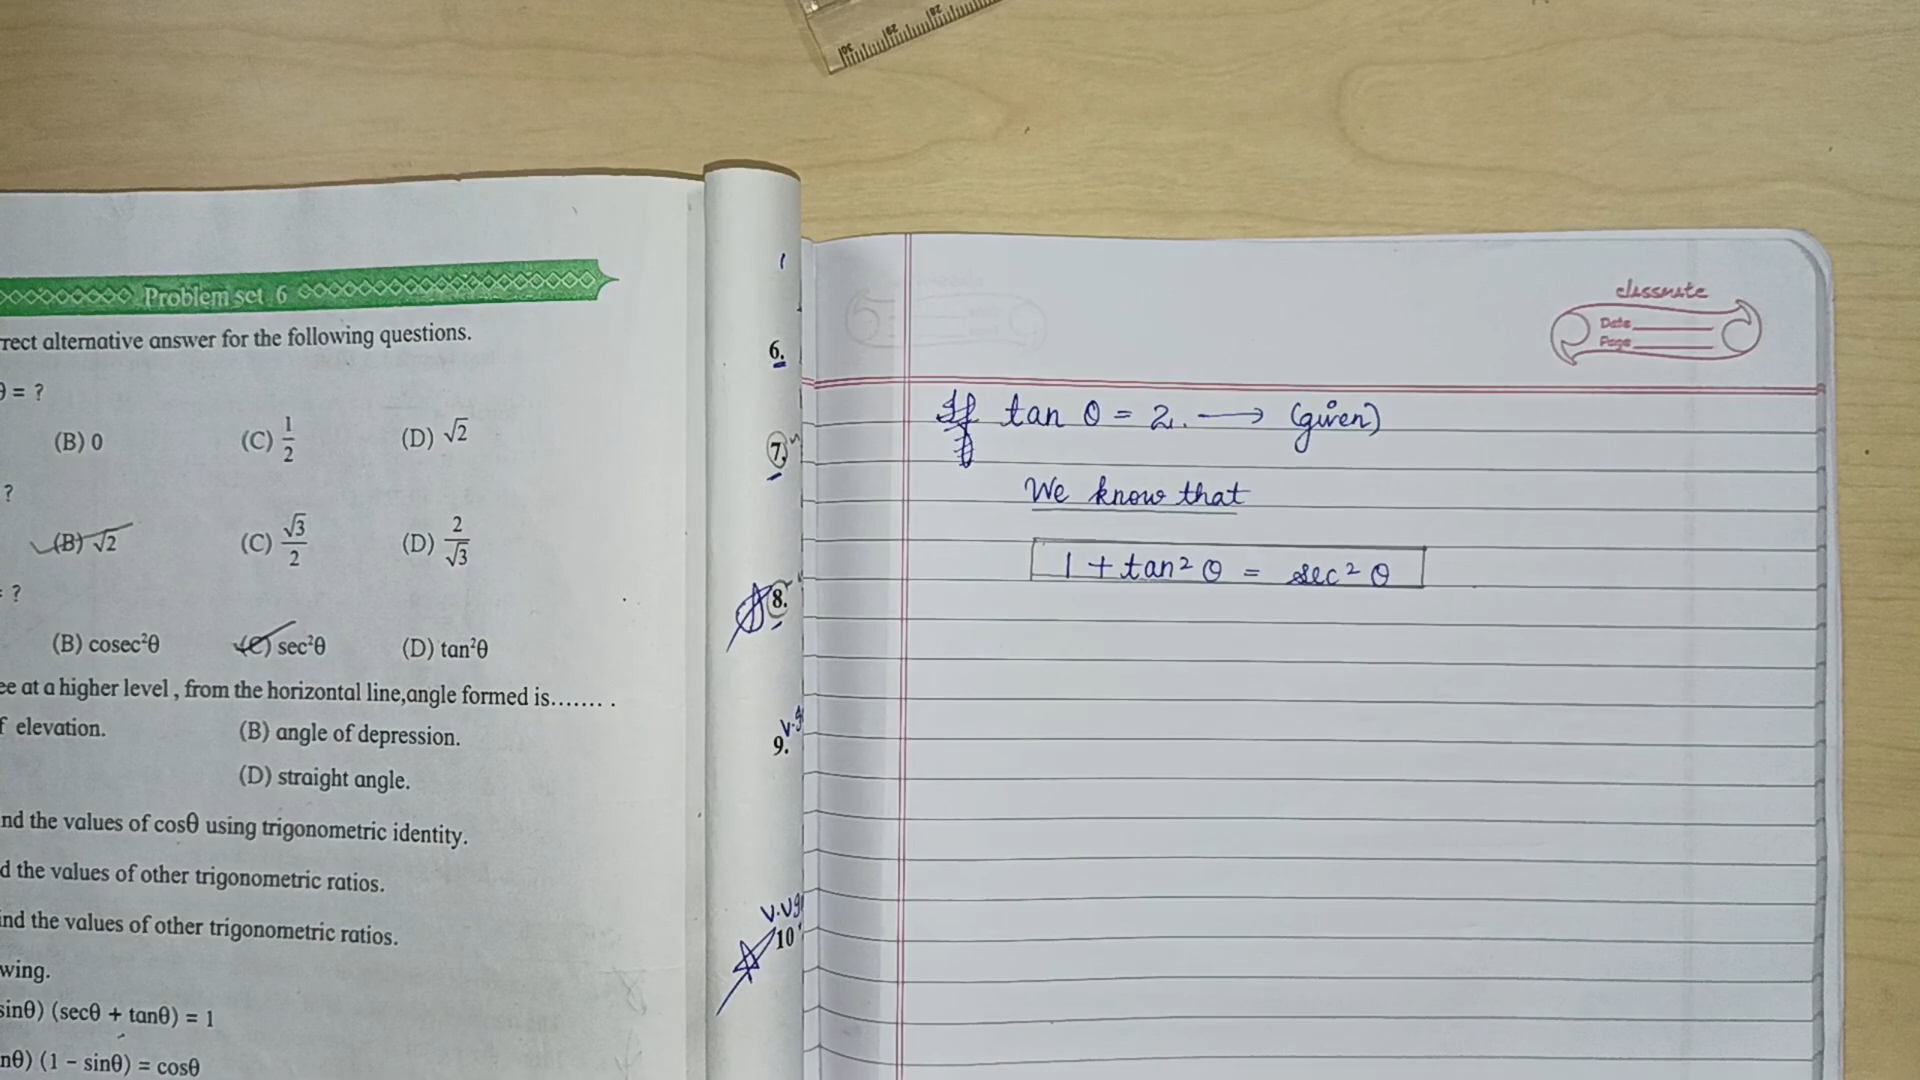 Problem set 6
rect alternative answer for the following questions.
θ = ?
(B) 0 (C) 1/2 (D) √2
?
(B) √2 (C) √3/2 (D) 2/√3
= ?
(B) cosec²θ (C) sec²θ (D) tan²θ
ee at a higher level , from the horizontal line,angle formed is....... .
f elevation. (B) angle of depression.
(D) straight angle.
nd the values of cosθ using trigonometric identity.
d the values of other trigonometric ratios.
ind the values of other trigonometric ratios.
wing.
sinθ) (secθ + tanθ) = 1
nθ) (1 – sinθ) = cosθ
6.
7.
8.
9.
10
classmate
Date
Page
If tan θ = 2. ⟶ (given)
We know that
1 + tan² θ = sec² θ
30 29 28